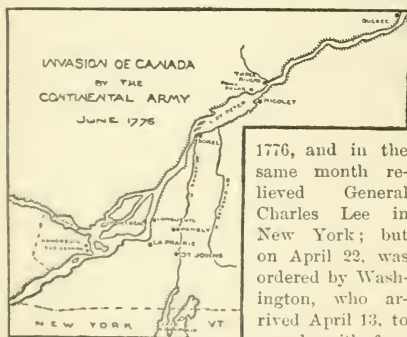 QUEBEC
INVASION OF CANADA
BY THE
CONTINENTAL ARMY
JUNE 1776
THREE RIVERS
NICOLET
ST PETER
SOREL
CHAMBLY
LA PRAIRIE
ST JOHNS
NEW YORK
VT
1776, and in the
same month re-
lieved General
Charles Lee in
New York; but
on April 22, was
ordered by Wash-
ington, who ar-
rived April 13, to